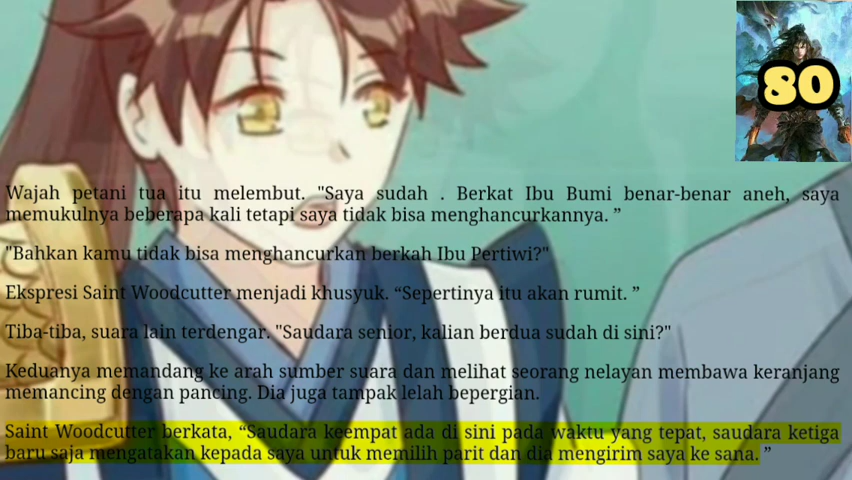 80
Wajah petani tua itu melembut. "Saya sudah . Berkat Ibu Bumi benar-benar aneh, saya
memukulnya beberapa kali tetapi saya tidak bisa menghancurkannya. ”
"Bahkan kamu tidak bisa menghancurkan berkah Ibu Pertiwi?"
Ekspresi Saint Woodcutter menjadi khusyuk. “Sepertinya itu akan rumit. ”
Tiba-tiba, suara lain terdengar. "Saudara senior, kalian berdua sudah di sini?"
Keduanya memandang ke arah sumber suara dan melihat seorang nelayan membawa keranjang
memancing dengan pancing. Dia juga tampak lelah bepergian.
Saint Woodcutter berkata, “Saudara keempat ada di sini pada waktu yang tepat, saudara ketiga
baru saja mengatakan kepada saya untuk memilih parit dan dia mengirim saya ke sana. ”